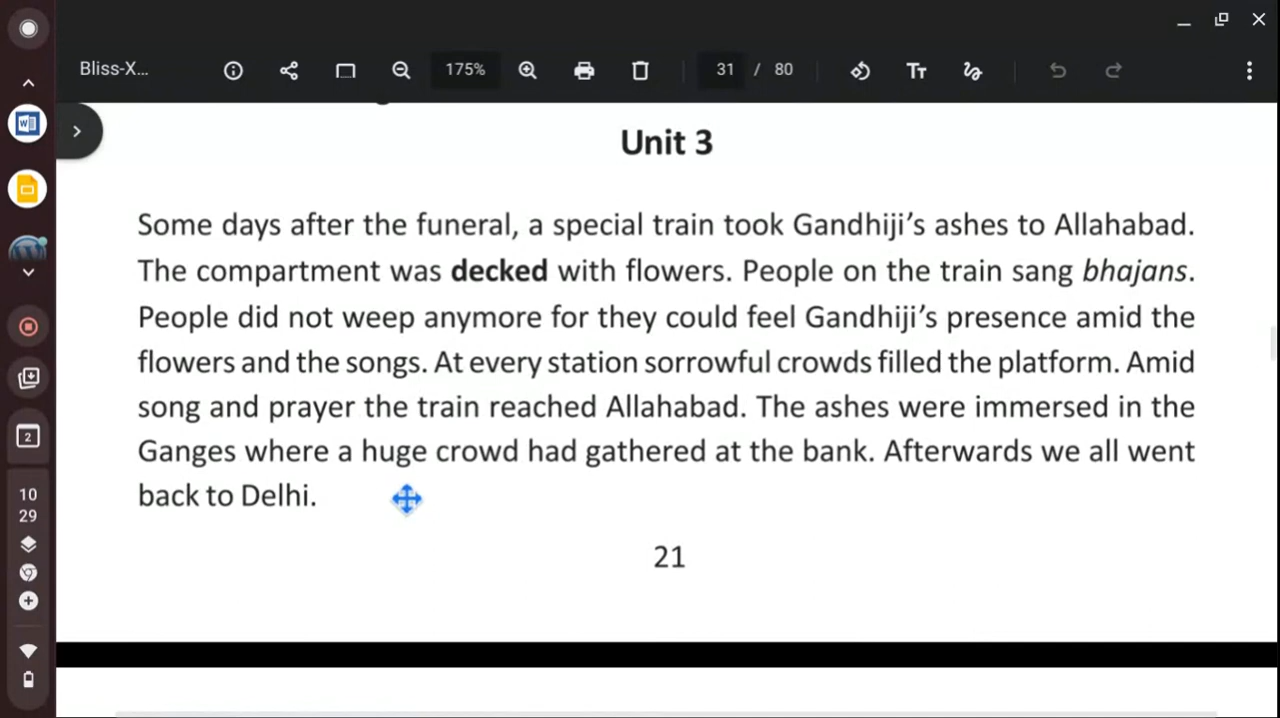 Bliss-X...
175%
31 / 80
Unit 3
Some days after the funeral, a special train took Gandhiji’s ashes to Allahabad.
The compartment was decked with flowers. People on the train sang bhajans.
People did not weep anymore for they could feel Gandhiji’s presence amid the
flowers and the songs. At every station sorrowful crowds filled the platform. Amid
song and prayer the train reached Allahabad. The ashes were immersed in the
Ganges where a huge crowd had gathered at the bank. Afterwards we all went
back to Delhi.
21
2
10
29